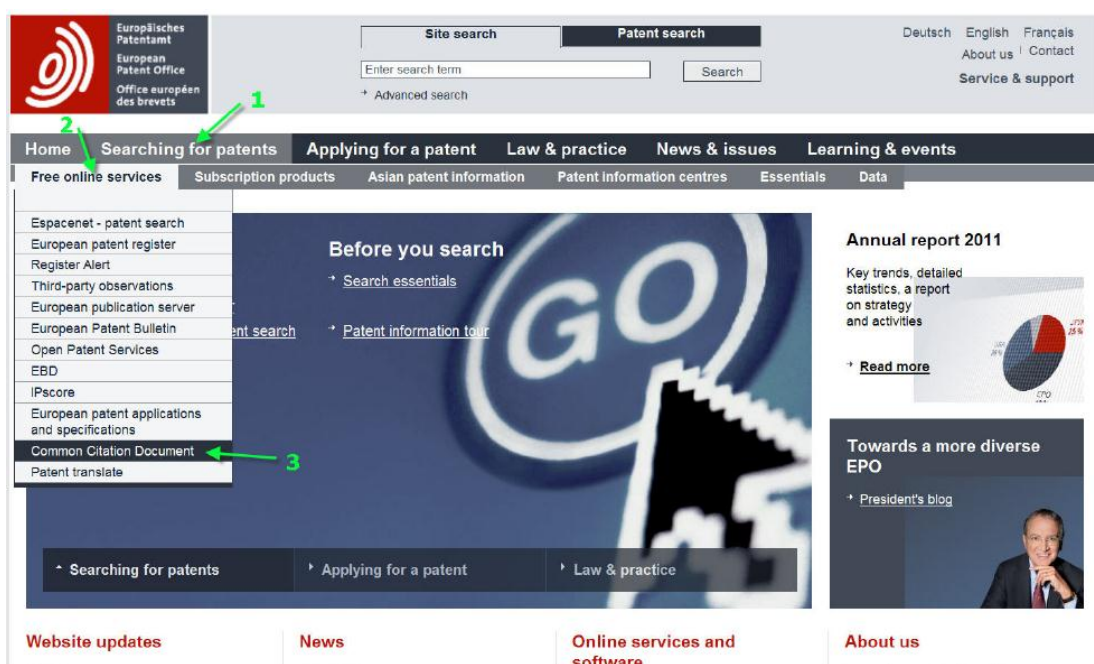 Europäisches
Patentamt
European
Patent Office
Office européen
des brevets
Site search
Patent search
Enter search term
Search
Advanced search
Deutsch English Français
About us Contact
Service & support
1
2
Home Searching for patents Applying for a patent Law & practice News & issues Learning & events
Free online services Subscription products Asian patent information Patent information centres Essentials Data
Espacenet - patent search
European patent register
Register Alert
Third-party observations
European publication server
European Patent Bulletin
Open Patent Services
EBD
IPscore
European patent applications
and specifications
Common Citation Document
Patent translate
3
ent search
Before you search
Search essentials
Patent information tour
GO
Annual report 2011
Key trends, detailed
statistics, a report
on strategy
and activities
Read more
25 %
EPO
Towards a more diverse
EPO
President's blog
Searching for patents
Applying for a patent
Law & practice
Website updates
News
Online services and
software
About us